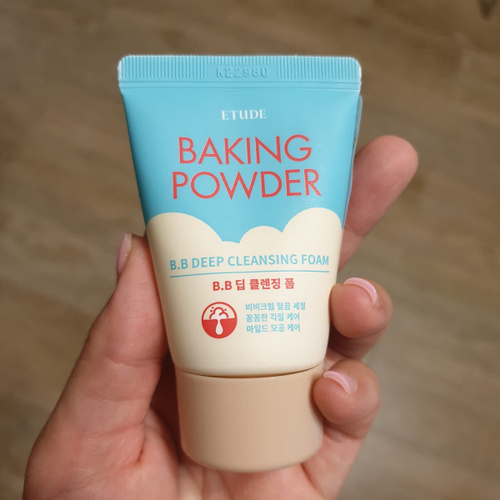 K22980
ETUDE
BAKING
POWDER
B.B DEEP CLEANSING FOAM
B.B 딥 클렌징 폼
비비크림 말끔 세정
꼼꼼한 각질 케어
마일드 모공 케어